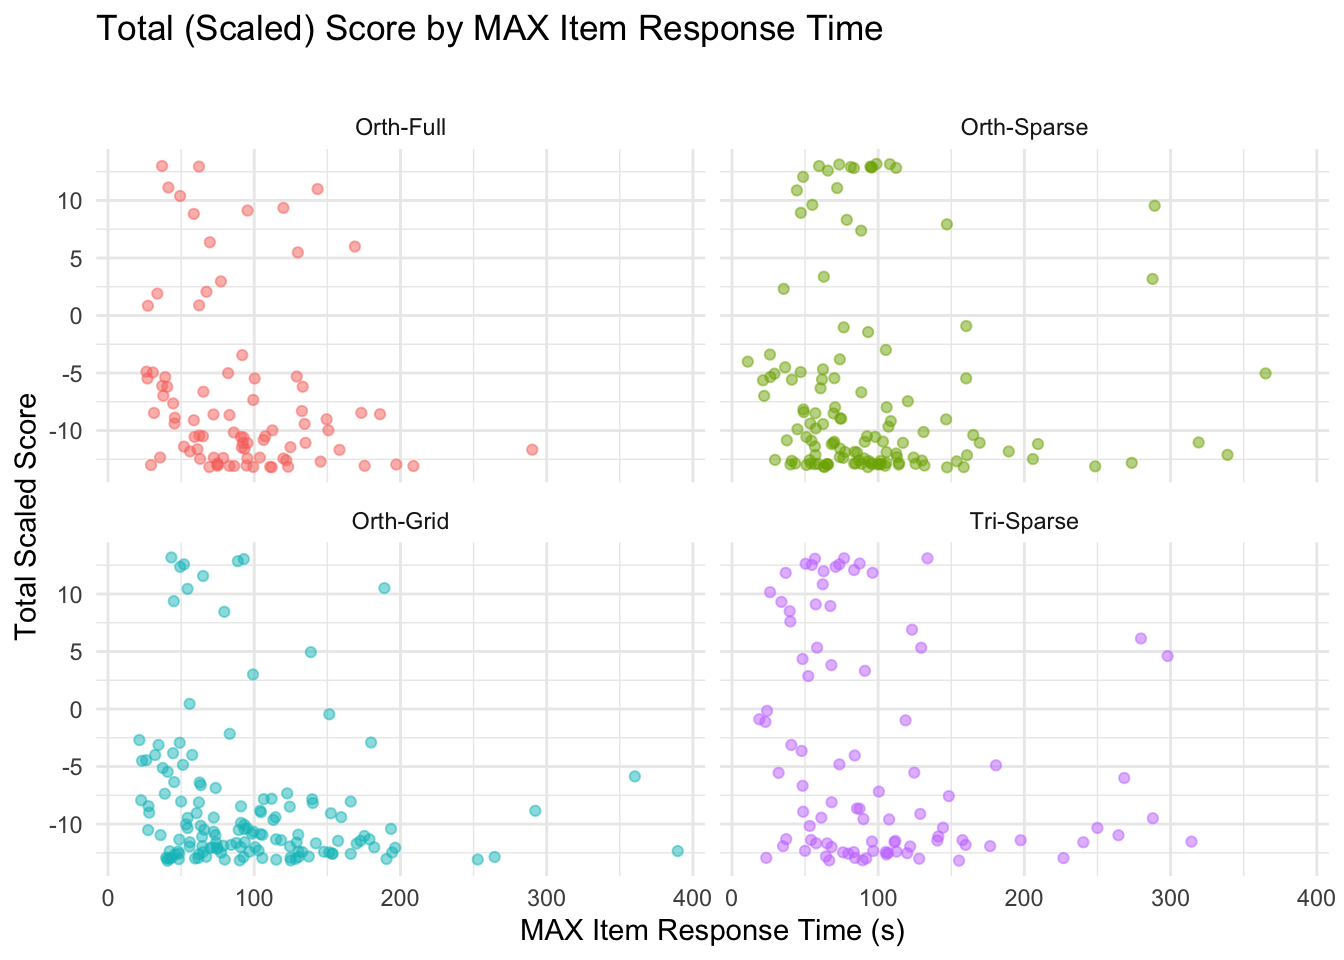 Total (Scaled) Score by MAX Item Response Time
Orth-Full
Orth-Sparse
10
5
0
-5
-10
Orth-Grid
Tri-Sparse
10
5
0
-5
-10
0
100
200
300
400
0
100
200
300
400
Total Scaled Score
MAX Item Response Time (s)